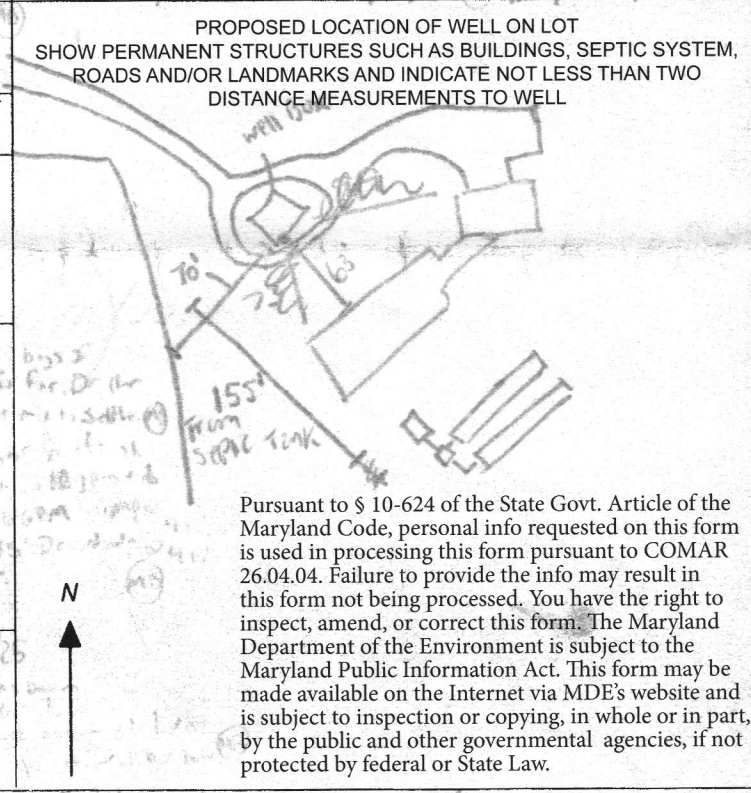 PROPOSED LOCATION OF WELL ON LOT
SHOW PERMANENT STRUCTURES SUCH AS BUILDINGS, SEPTIC SYSTEM,
ROADS AND/OR LANDMARKS AND INDICATE NOT LESS THAN TWO
DISTANCE MEASUREMENTS TO WELL
well Box
70'
63'
155'
From
SEPTIC TANK
N
Pursuant to § 10-624 of the State Govt. Article of the
Maryland Code, personal info requested on this form
is used in processing this form pursuant to COMAR
26.04.04. Failure to provide the info may result in
this form not being processed. You have the right to
inspect, amend, or correct this form. The Maryland
Department of the Environment is subject to the
Maryland Public Information Act. This form may be
made available on the Internet via MDE's website and
is subject to inspection or copying, in whole or in part,
by the public and other governmental agencies, if not
protected by federal or State Law.